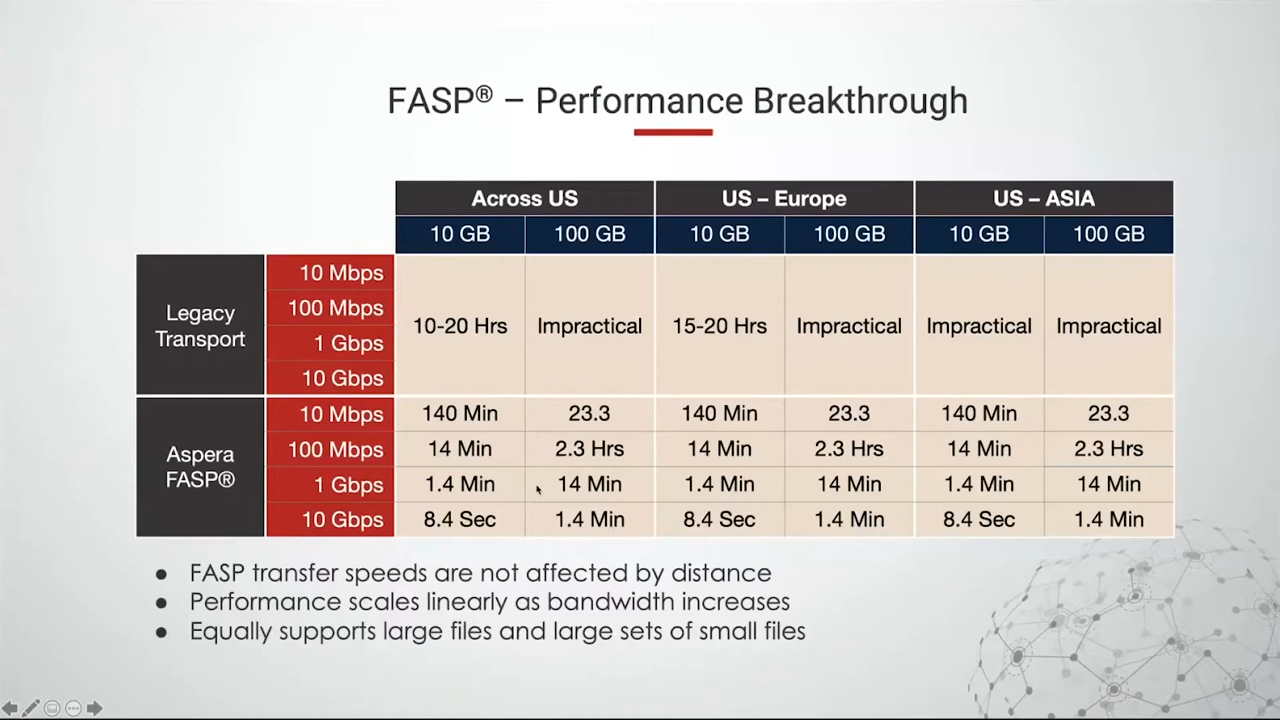 FASP® – Performance Breakthrough
Across US US – Europe US – ASIA
10 GB 100 GB 10 GB 100 GB 10 GB 100 GB
Legacy Transport
10 Mbps
100 Mbps
1 Gbps
10 Gbps
10-20 Hrs Impractical 15-20 Hrs Impractical Impractical Impractical
Aspera FASP®
10 Mbps 140 Min 23.3 140 Min 23.3 140 Min 23.3
100 Mbps 14 Min 2.3 Hrs 14 Min 2.3 Hrs 14 Min 2.3 Hrs
1 Gbps 1.4 Min 14 Min 1.4 Min 14 Min 1.4 Min 14 Min
10 Gbps 8.4 Sec 1.4 Min 8.4 Sec 1.4 Min 8.4 Sec 1.4 Min
● FASP transfer speeds are not affected by distance
● Performance scales linearly as bandwidth increases
● Equally supports large files and large sets of small files